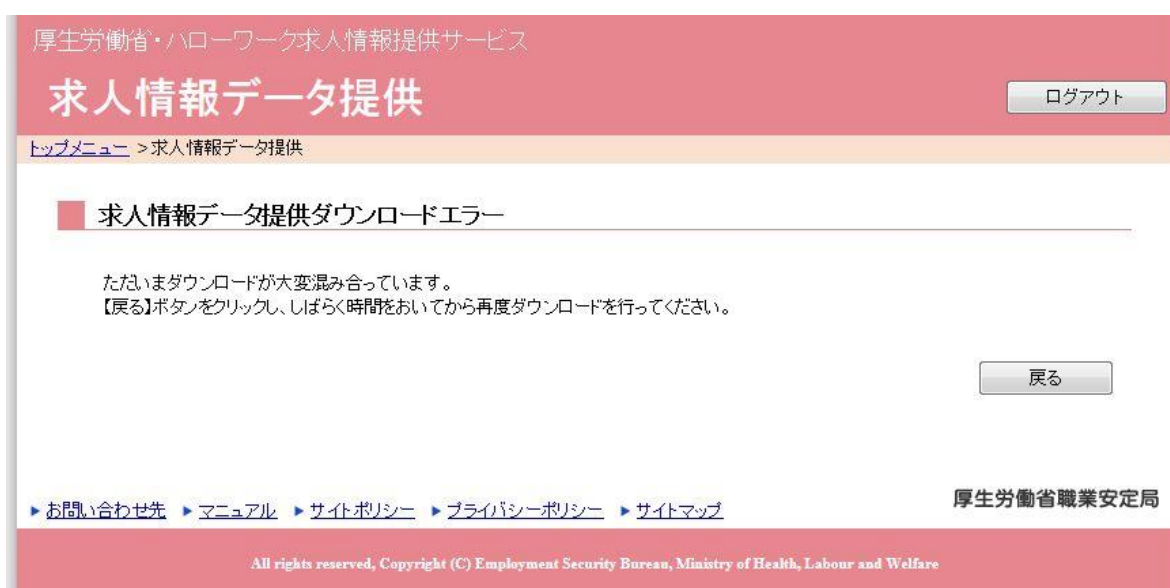 厚生労働省・ハローワーク求人情報提供サービス
求人情報データ提供
ログアウト
トップメニュー >求人情報データ提供
求人情報データ提供ダウンロードエラー
ただいまダウンロードが大変混み合っています。
【戻る】ボタンをクリックし、しばらく時間をおいてから再度ダウンロードを行ってください。
戻る
お問い合わせ先 マニュアル サイトポリシー プライバシーポリシー サイトマップ
厚生労働省職業安定局
All rights reserved, Copyright (C) Employment Security Bureau, Ministry of Health, Labour and Welfare